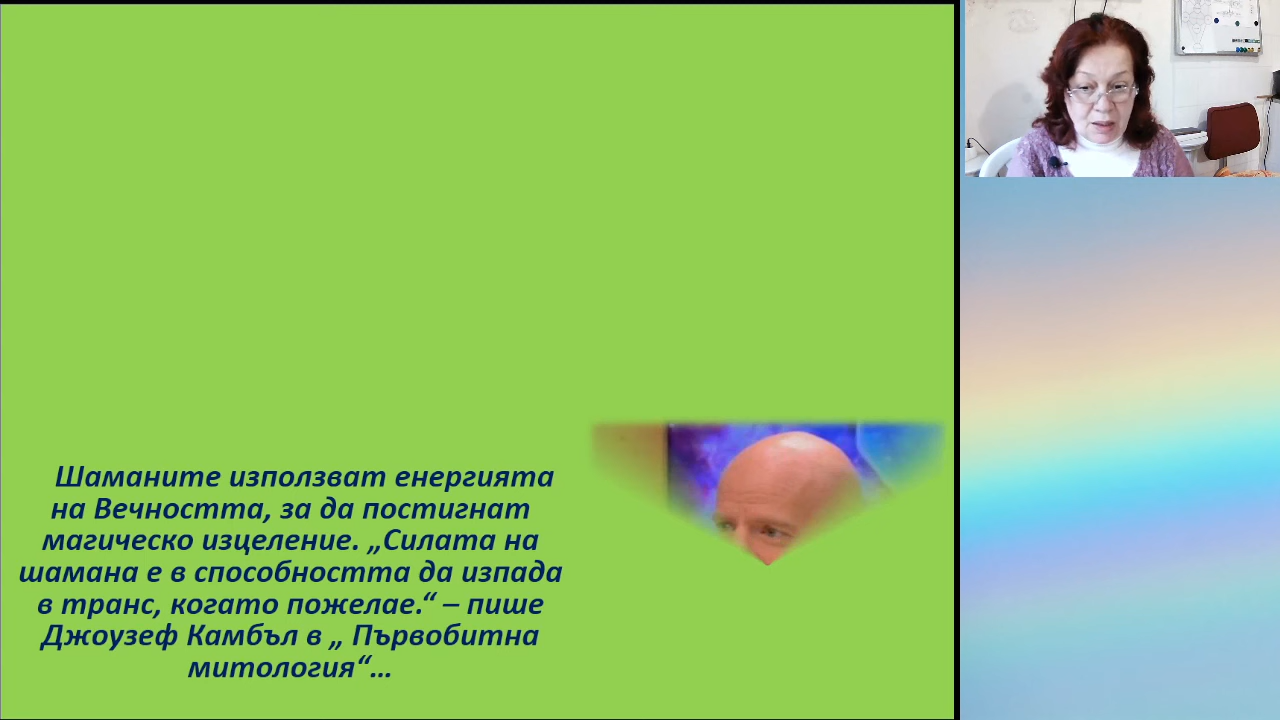 Шаманите използват енергията
на Вечността, за да постигнат
магическо изцеление. „Силата на
шамана е в способността да изпада
в транс, когато пожелае.“ – пише
Джоузеф Камбъл в „ Първобитна
митология“...